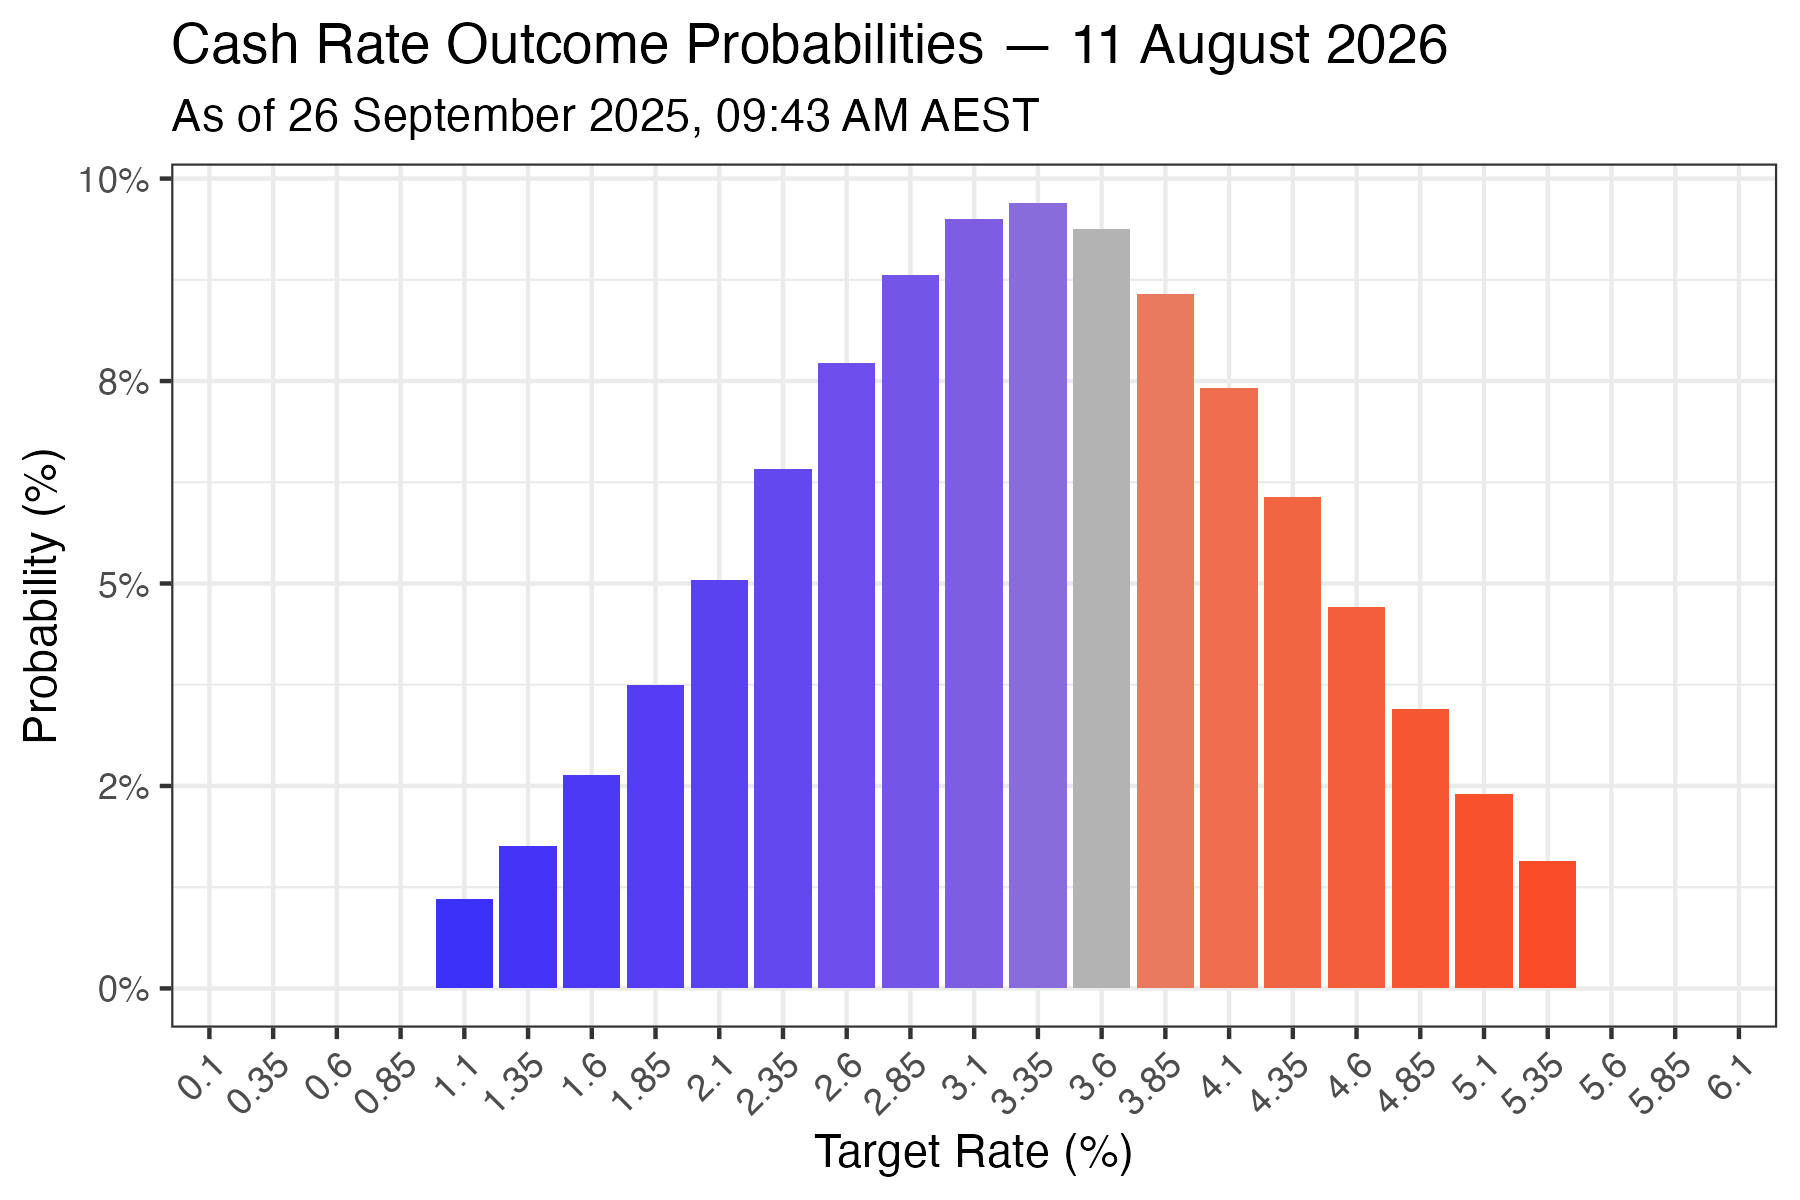 Cash Rate Outcome Probabilities — 11 August 2026
As of 26 September 2025, 09:43 AM AEST
Probability (%)
10%
8%
5%
2%
0%
0.1 0.35 0.6 0.85 1.1 1.35 1.6 1.85 2.1 2.35 2.6 2.85 3.1 3.35 3.6 3.85 4.1 4.35 4.6 4.85 5.1 5.35 5.6 5.85 6.1
Target Rate (%)